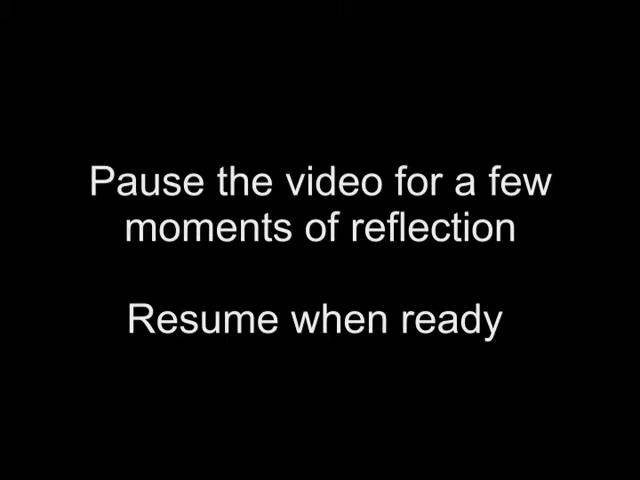 Pause the video for a few
moments of reflection
Resume when ready